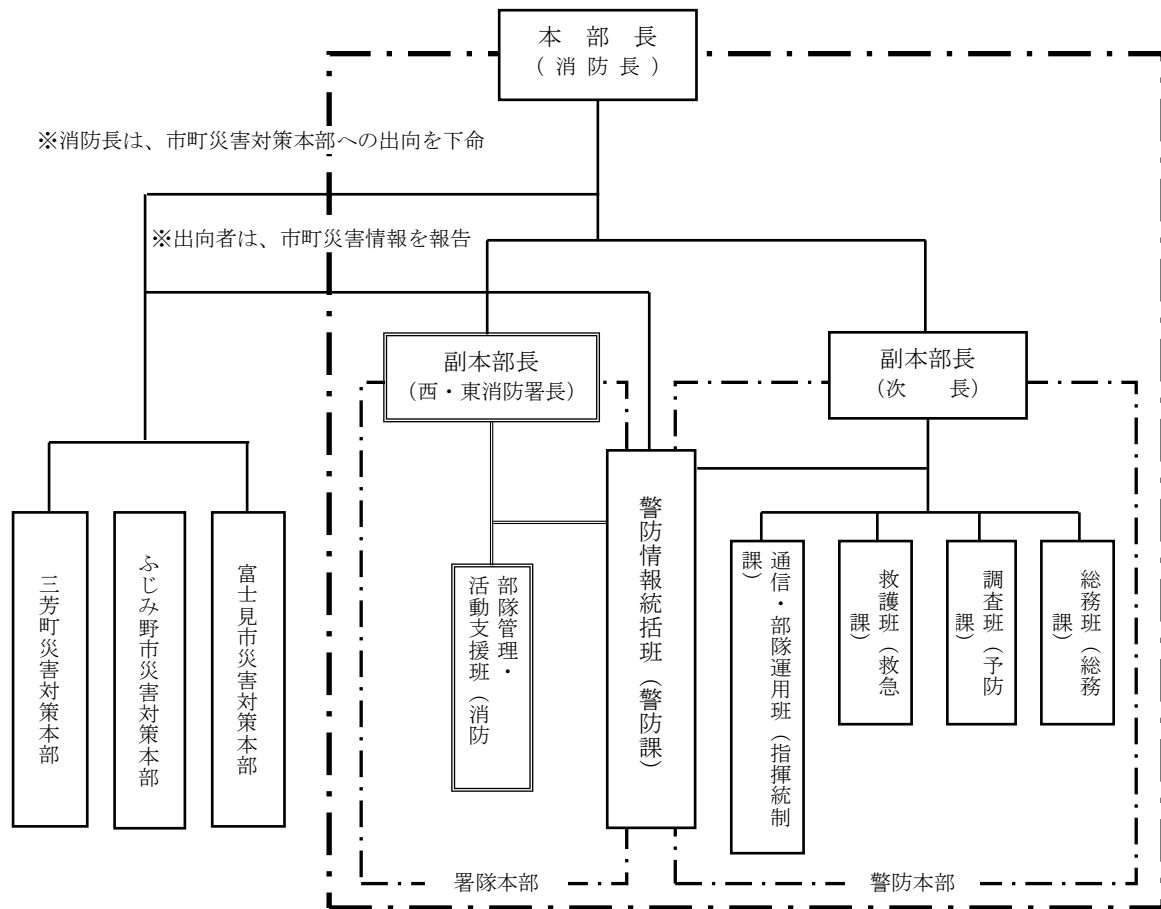 本　部　長
（ 消 防 長 ）
※消防長は、市町災害対策本部への出向を下命
※出向者は、市町災害情報を報告
副本部長
（西・東消防署長）
副本部長
（次　　長）
三芳町災害対策本部
ふじみ野市災害対策本部
富士見市災害対策本部
部隊管理・
活動支援班（消防
警防情報統括班（警防課）
通信・部隊運用班（指揮統制
課）
救護班（救急
課）
調査班（予防
課）
総務班（総務
課）
署隊本部
警防本部